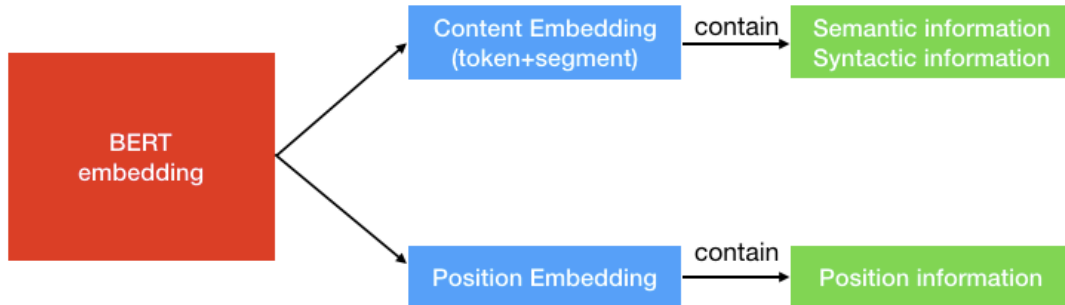 BERT
embedding
Content Embedding
(token+segment)
contain
Semantic information
Syntactic information
Position Embedding
contain
Position information